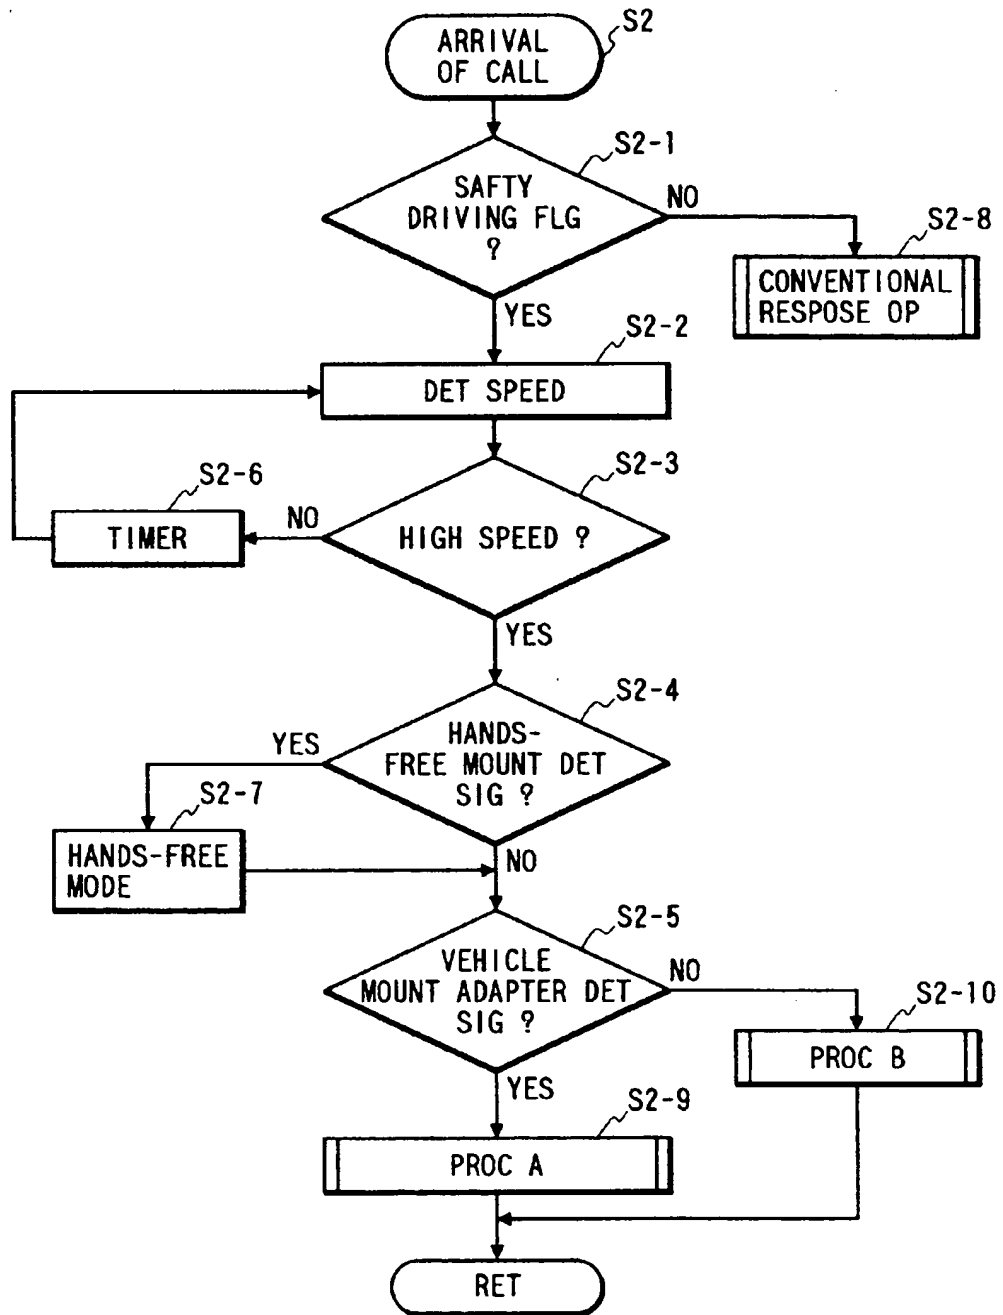 S2
ARRIVAL
OF CALL
S2-1
SAFTY
DRIVING FLG
?
NO
S2-8
CONVENTIONAL
RESPOSE OP
YES
S2-2
DET SPEED
S2-3
HIGH SPEED ?
NO
S2-6
TIMER
YES
S2-4
HANDS-
FREE MOUNT DET
SIG ?
YES
S2-7
HANDS-FREE
MODE
NO
S2-5
VEHICLE
MOUNT ADAPTER DET
SIG ?
NO
S2-10
PROC B
YES
S2-9
PROC A
RET